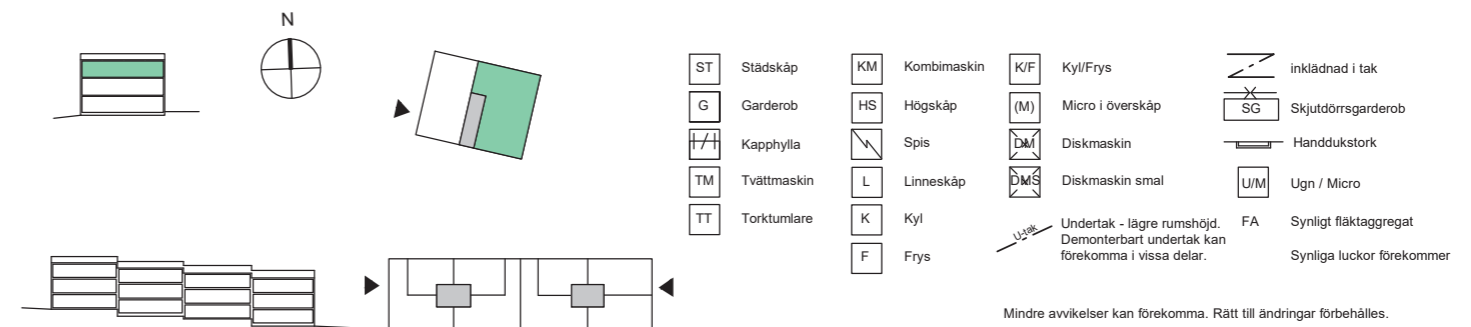 N
ST Städskåp
G Garderob
Kapphylla
TM Tvättmaskin
TT Torktumlare
KM Kombimaskin
HS Högskåp
Spis
L Linneskåp
K Kyl
F Frys
K/F Kyl/Frys
(M) Micro i överskåp
DM Diskmaskin
DMS Diskmaskin smal
U-tak Undertak - lägre rumshöjd.
Demonterbart undertak kan
förekomma i vissa delar.
inklädnad i tak
SG Skjutdörrsgarderob
Handdukstork
U/M Ugn / Micro
FA Synligt fläktaggregat
Synliga luckor förekommer
Mindre avvikelser kan förekomma. Rätt till ändringar förbehålles.